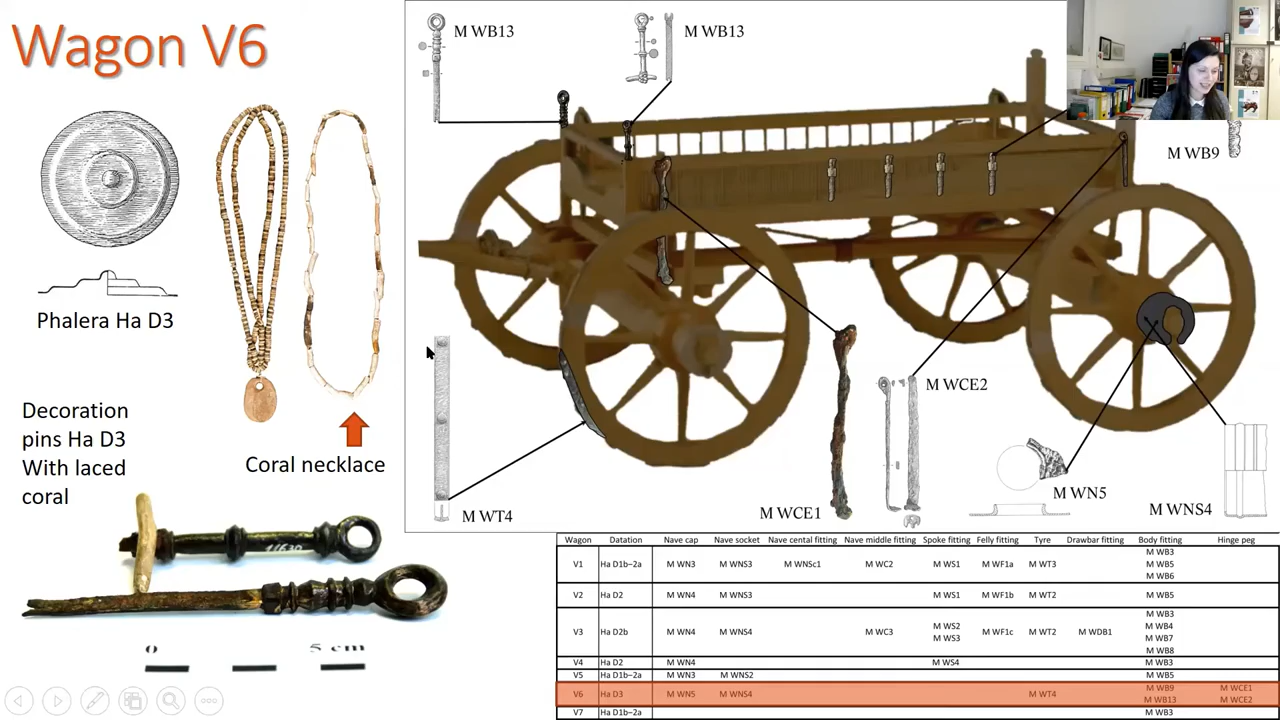 Wagon V6
Phalera Ha D3
Decoration
pins Ha D3
With laced
coral
Coral necklace
0 5 cm
M WB13
M WB13
M WB9
M WCE2
M WT4
M WCE1
M WN5
M WNS4
Wagon Datation Nave cap Nave socket Nave cental fitting Nave middle fitting Spoke fitting Felly fitting Tyre Drawbar fitting Body fitting Hinge peg
V1 Ha D1b–2a M WN3 M WNS3 M WNSc1 M WC2 M WS1 M WF1a M WT3 M WB3
M WB5
M WB6
V2 Ha D2 M WN4 M WNS3 M WS1 M WF1b M WT2 M WB5
V3 Ha D2b M WN4 M WNS4 M WC3 M WS2 M WF1c M WT2 M WDB1 M WB3
M WS3 M WB4
M WB7
M WB8
V4 Ha D2 M WN4 M WS4 M WB3
V5 Ha D1b–2a M WN3 M WNS2 M WB5
V6 Ha D3 M WN5 M WNS4 M WT4 M WB9 M WCE1
M WB13 M WCE2
V7 Ha D1b–2a M WB3